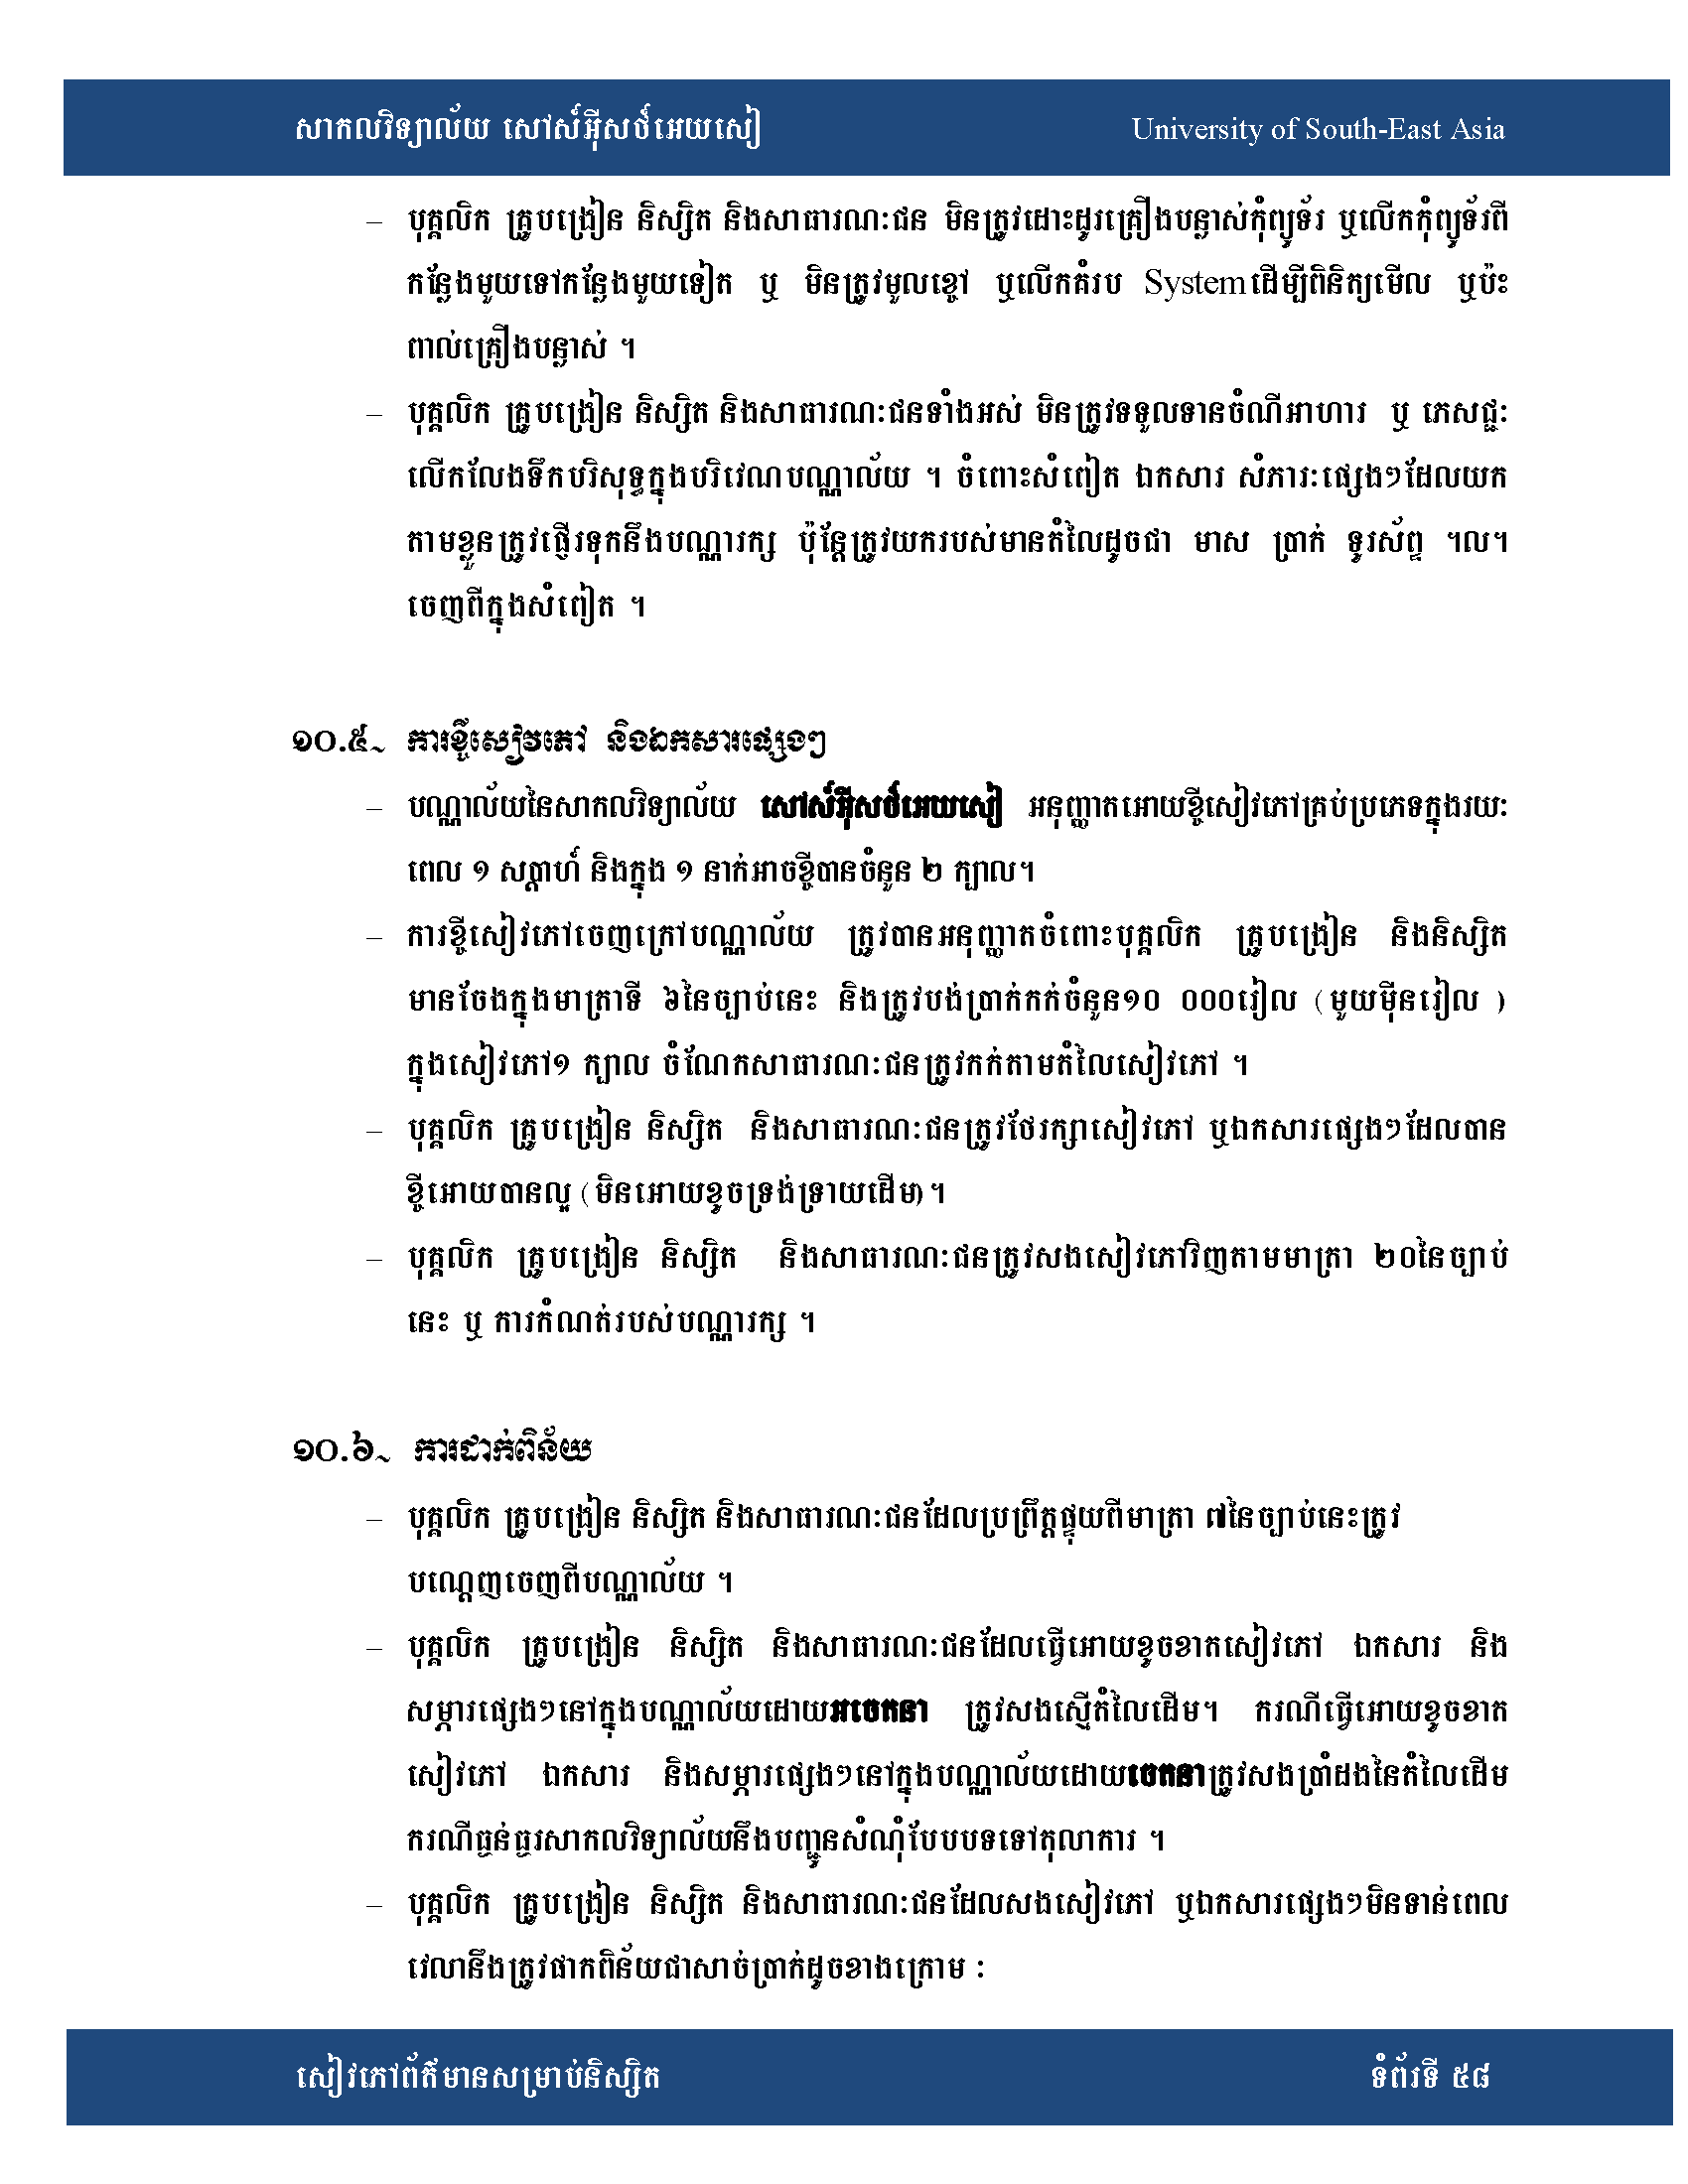 សាកលវិទ្យាល័យ សៅស៍អ៊ីសថ៍អេយសៀ University of South-East Asia
– បុគ្គលិក គ្រូបង្រៀន និស្សិត និងសាធារណៈជន មិនត្រូវដោះដូរគ្រឿងបន្លាស់កុំព្យូទ័រ ឬលើកកុំព្យូទ័រពី
កន្លែងមួយទៅកន្លែងមួយទៀត ឬ មិនត្រូវមូលខ្ចៅ ឬលើកគំរប Systemដើម្បីពិនិត្យមើល ឬប៉ះ
ពាល់គ្រឿងបន្លាស់ ។
– បុគ្គលិក គ្រូបង្រៀន និស្សិត និងសាធារណៈជនទាំងអស់ មិនត្រូវទទួលទានចំណីអាហារ ឬ ភេសជ្ជៈ
លើកលែងទឹកបរិសុទ្ធក្នុងបរិវេណបណ្ណាល័យ ។ ចំពោះសំពៀត ឯកសារ សំភារៈផ្សេងៗដែលយក
តាមខ្លួនត្រូវផ្ញើរទុកនឹងបណ្ណារក្ស ប៉ុន្តែត្រូវយករបស់មានតំលៃដូចជា មាស ប្រាក់ ទូរស័ព្ទ ។ល។
ចេញពីក្នុងសំពៀត ។
១០.៥~ ការខ្ចីសៀវភៅ និងឯកសារផ្សេងៗ
– បណ្ណាល័យនៃសាកលវិទ្យាល័យ សៅស៍អ៊ីសថ៍អេយសៀ អនុញ្ញាតអោយខ្ចីសៀវភៅគ្រប់ប្រភេទក្នុងរយៈ
ពេល ១ សត្តាហ៍ និងក្នុង ១ នាក់អាចខ្ចីបានចំនួន ២ ក្បាល។
– ការខ្ចីសៀវភៅចេញក្រៅបណ្ណាល័យ ត្រូវបានអនុញ្ញាតចំពោះបុគ្គលិក គ្រូបង្រៀន និងនិស្សិត
មានចែងក្នុងមាត្រាទី ៦នៃច្បាប់នេះ និងត្រូវបង់ប្រាក់កក់ចំនួន១០ ០០០រៀល (មួយម៉ឺនរៀល )
ក្នុងសៀវភៅ១ ក្បាល ចំណែកសាធារណៈជនត្រូវកក់តាមតំលៃសៀវភៅ ។
– បុគ្គលិក គ្រូបង្រៀន និស្សិត និងសាធារណៈជនត្រូវថែរក្សាសៀវភៅ ឬឯកសារផ្សេងៗដែលបាន
ខ្ចីអោយបានល្អ (មិនអោយខូចទ្រង់ទ្រាយដើម)។
– បុគ្គលិក គ្រូបង្រៀន និស្សិត និងសាធារណៈជនត្រូវសងសៀវភៅវិញតាមមាត្រា ២០នៃច្បាប់
នេះ ឬ ការកំណត់របស់បណ្ណារក្ស ។
១០.៦~ ការដាក់ពិន័យ
– បុគ្គលិក គ្រូបង្រៀន និស្សិត និងសាធារណៈជនដែលប្រព្រឹត្តផ្ទុយពីមាត្រា ៧នៃច្បាប់នេះត្រូវ
បណ្តេញចេញពីបណ្ណាល័យ ។
– បុគ្គលិក គ្រូបង្រៀន និស្សិត និងសាធារណៈជនដែលធ្វើអោយខូចខាតសៀវភៅ ឯកសារ និង
សម្ភារផ្សេងៗនៅក្នុងបណ្ណាល័យដោយអចេតនា ត្រូវសងស្មើតំលៃដើម។ ករណីធ្វើអោយខូចខាត
សៀវភៅ ឯកសារ និងសម្ភារផ្សេងៗនៅក្នុងបណ្ណាល័យដោយចេតនាត្រូវសងប្រាំដងនៃតំលៃដើម
ករណីធ្ងន់ធ្ងរសាកលវិទ្យាល័យនឹងបញ្ជូនសំណុំបែបបទទៅតុលាការ ។
– បុគ្គលិក គ្រូបង្រៀន និស្សិត និងសាធារណៈជនដែលសងសៀវភៅ ឬឯកសារផ្សេងៗមិនទាន់ពេល
វេលានឹងត្រូវផាកពិន័យជាសាច់ប្រាក់ដូចខាងក្រោម ៈ
សៀវភៅព័ត៌មានសម្រាប់និស្សិត ទំព័រទី ៥៨